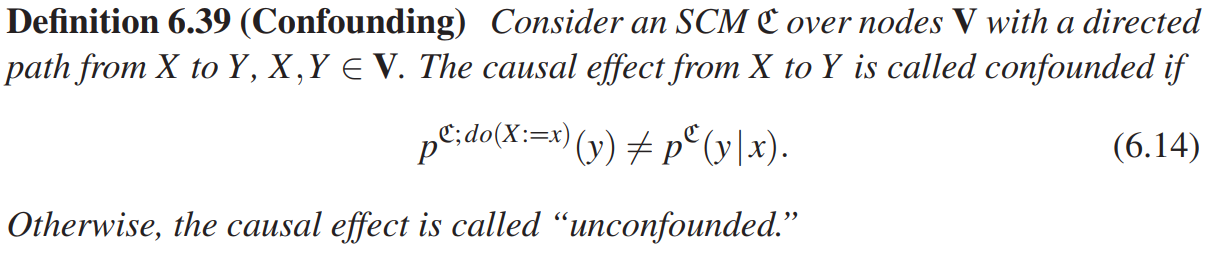 Definition 6.39 (Confounding) Consider an SCM ℭ over nodes V with a directed
path from X to Y, X,Y ∈ V. The causal effect from X to Y is called confounded if
p^{ℭ;do(X:=x)}(y) ≠ p^ℭ(y|x). (6.14)
Otherwise, the causal effect is called “unconfounded.”